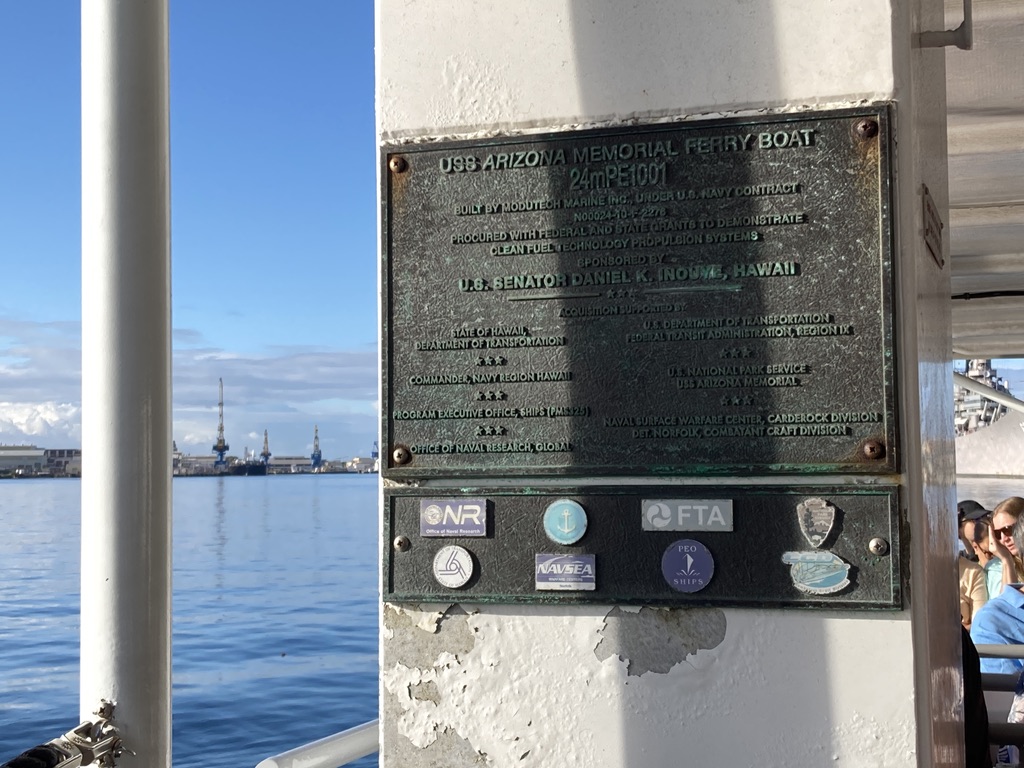 USS ARIZONA MEMORIAL FERRY BOAT
24mPE1001
BUILT BY MODUTECH MARINE INC., UNDER U.S. NAVY CONTRACT
N00024-10-F-2276
PROCURED WITH FEDERAL AND STATE GRANTS TO DEMONSTRATE
CLEAN FUEL TECHNOLOGY PROPULSION SYSTEMS
SPONSORED BY
U.S. SENATOR DANIEL K. INOUYE, HAWAII
ACQUISITION SUPPORTED BY
STATE OF HAWAII,
DEPARTMENT OF TRANSPORTATION
COMMANDER, NAVY REGION HAWAII
PROGRAM EXECUTIVE OFFICE, SHIPS (PMS325)
OFFICE OF NAVAL RESEARCH, GLOBAL
U.S. DEPARTMENT OF TRANSPORTATION
FEDERAL TRANSIT ADMINISTRATION, REGION IX
U.S. NATIONAL PARK SERVICE
USS ARIZONA MEMORIAL
NAVAL SURFACE WARFARE CENTER, CARDEROCK DIVISION
DET. NORFOLK, COMBATANT CRAFT DIVISION
ONR
Office of Naval Research
FTA
NAVSEA
PEO
SHIPS